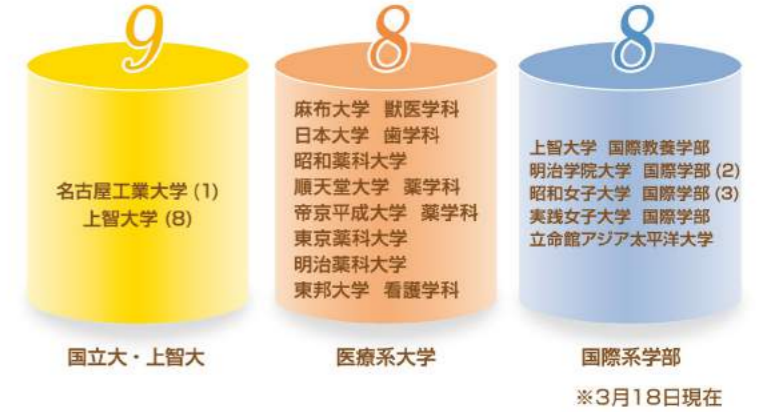 9
名古屋工業大学 (1)
上智大学 (8)
国立大・上智大
8
麻布大学 獣医学科
日本大学 歯学科
昭和薬科大学
順天堂大学 薬学科
帝京平成大学 薬学科
東京薬科大学
明治薬科大学
東邦大学 看護学科
医療系大学
8
上智大学 国際教養学部
明治学院大学 国際学部 (2)
昭和女子大学 国際学部 (3)
実践女子大学 国際学部
立命館アジア太平洋大学
国際系学部
※3月18日現在